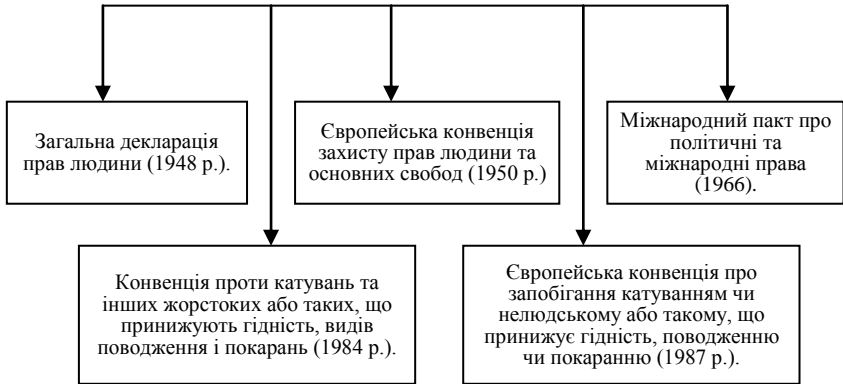 Загальна декларація
прав людини (1948 р.).
Європейська конвенція
захисту прав людини та
основних свобод (1950 р.)
Міжнародний пакт про
політичні та
міжнародні права
(1966).
Конвенція проти катувань та
інших жорстоких або таких, що
принижують гідність, видів
поводження і покарань (1984 р.).
Європейська конвенція про
запобігання катуванням чи
нелюдському або такому, що
принижує гідність, поводженню
чи покаранню (1987 р.).